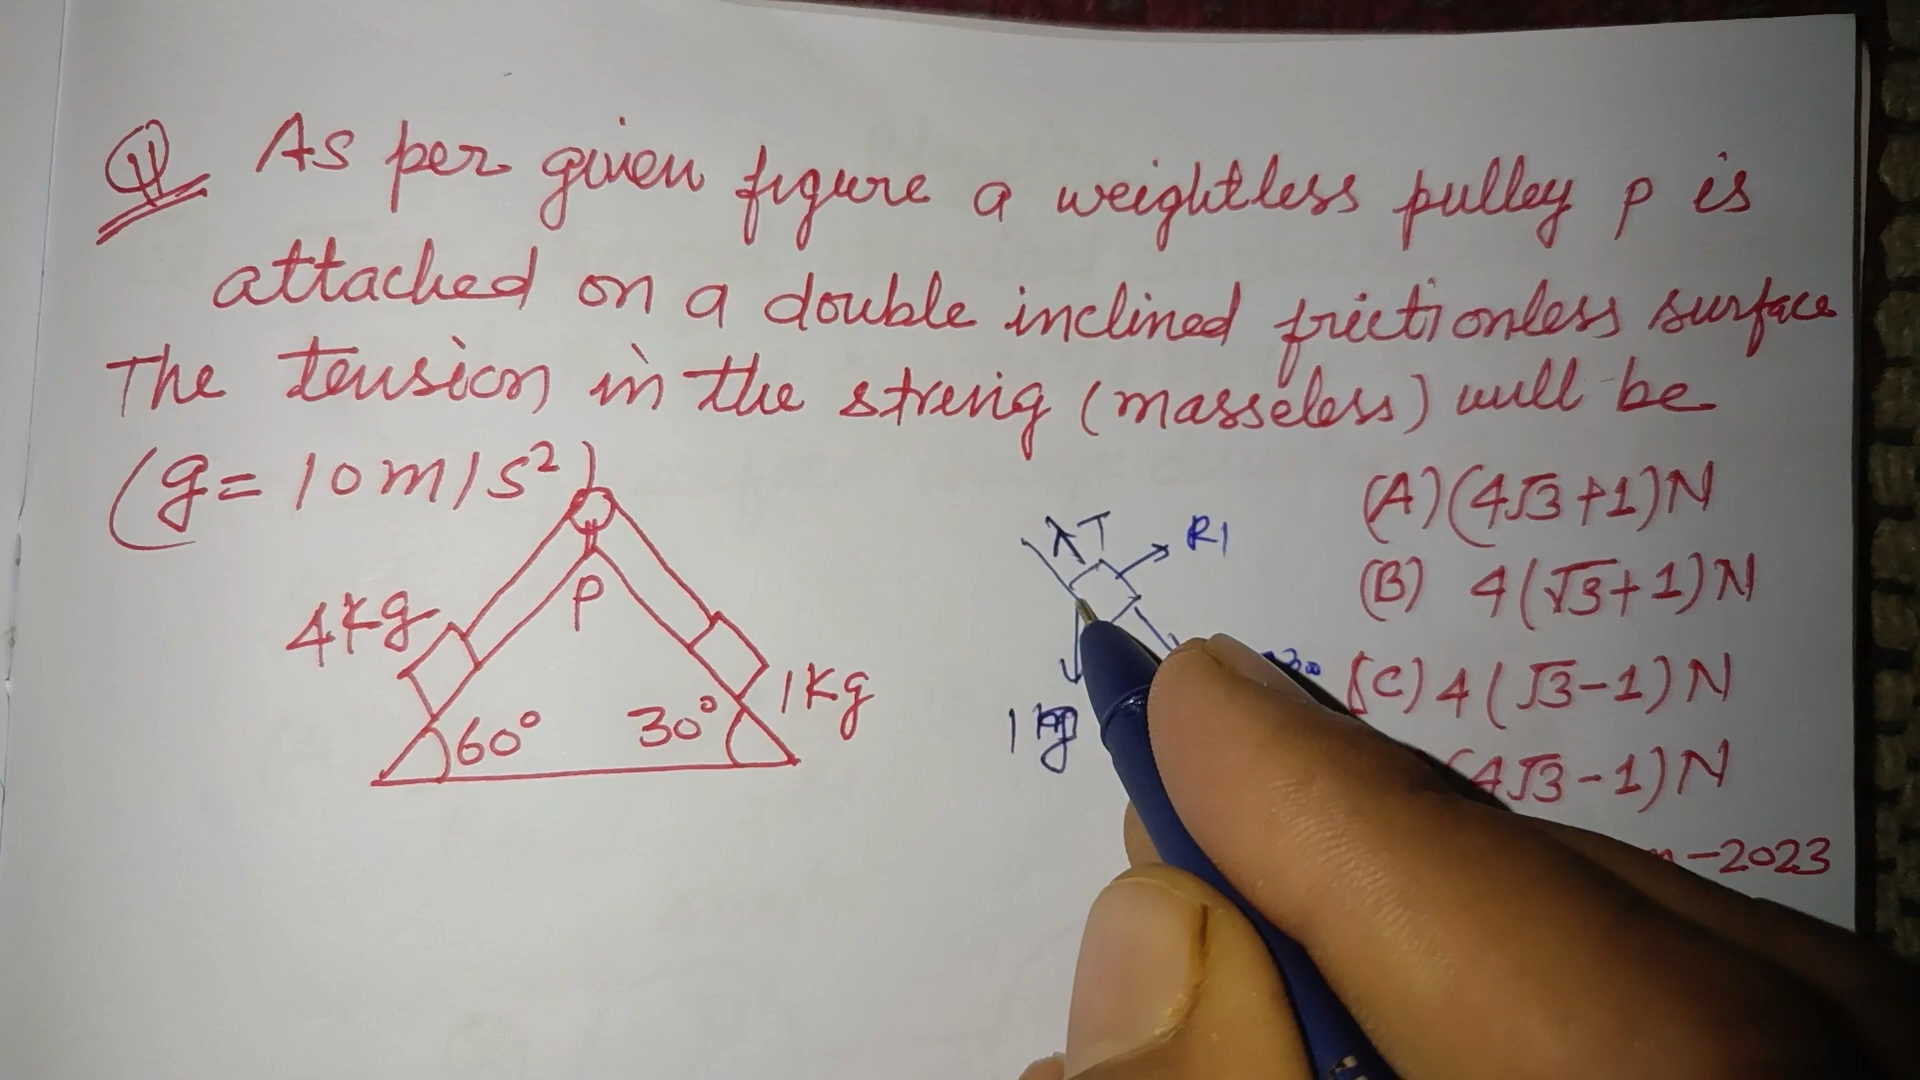 Q As per given figure a weightless pulley P is
attached on a double inclined frictionless surface
The tension in the string (masseless) will be
(g = 10 m/s²)
(A) (4√3+1)N
(B) 4(√3+1)N
(C) 4(√3-1)N
(4√3-1)N
-2023
P
4kg
1kg
60°
30°
T
R1